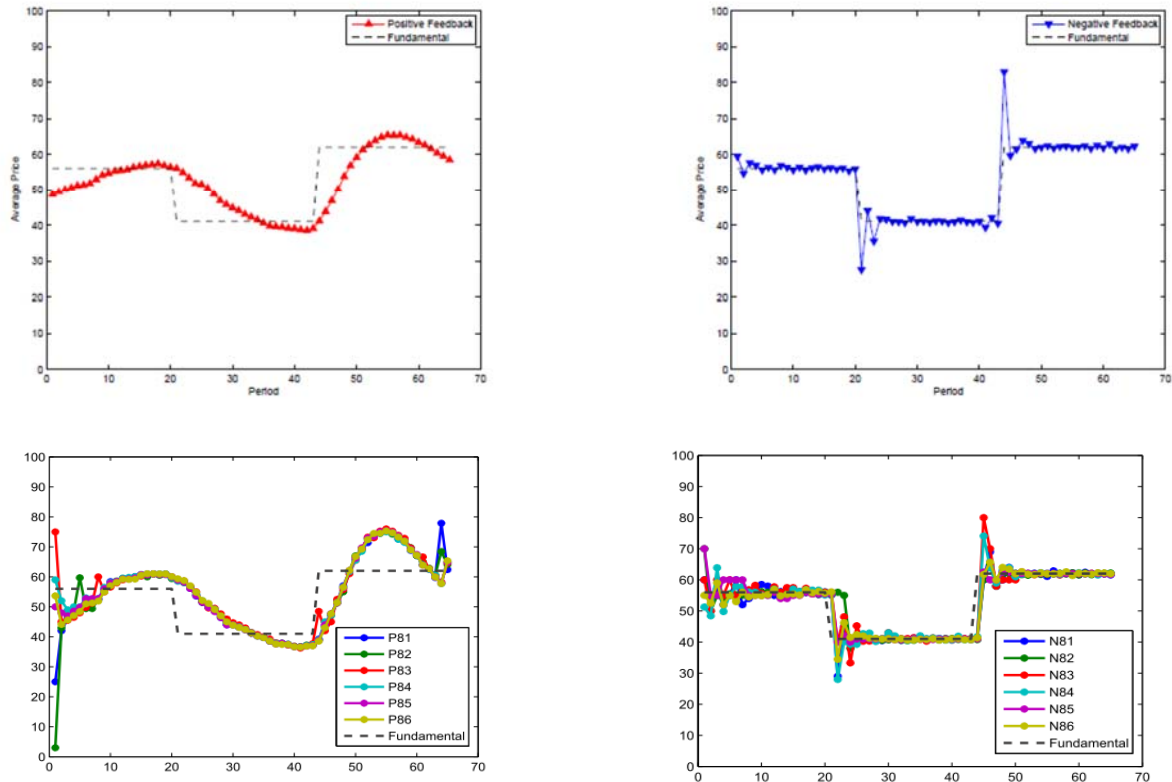 Positive Feedback
Fundamental
100
90
80
70
60
50
40
30
20
10
0
Average Price
0 10 20 30 40 50 60 70
Period
Negative Feedback
Fundamental
100
90
80
70
60
50
40
30
20
10
0
Average Price
0 10 20 30 40 50 60 70
Period
100
90
80
70
60
50
40
30
20
10
0
P81
P82
P83
P84
P85
P86
Fundamental
0 10 20 30 40 50 60 70
100
90
80
70
60
50
40
30
20
10
0
N81
N82
N83
N84
N85
N86
Fundamental
0 10 20 30 40 50 60 70